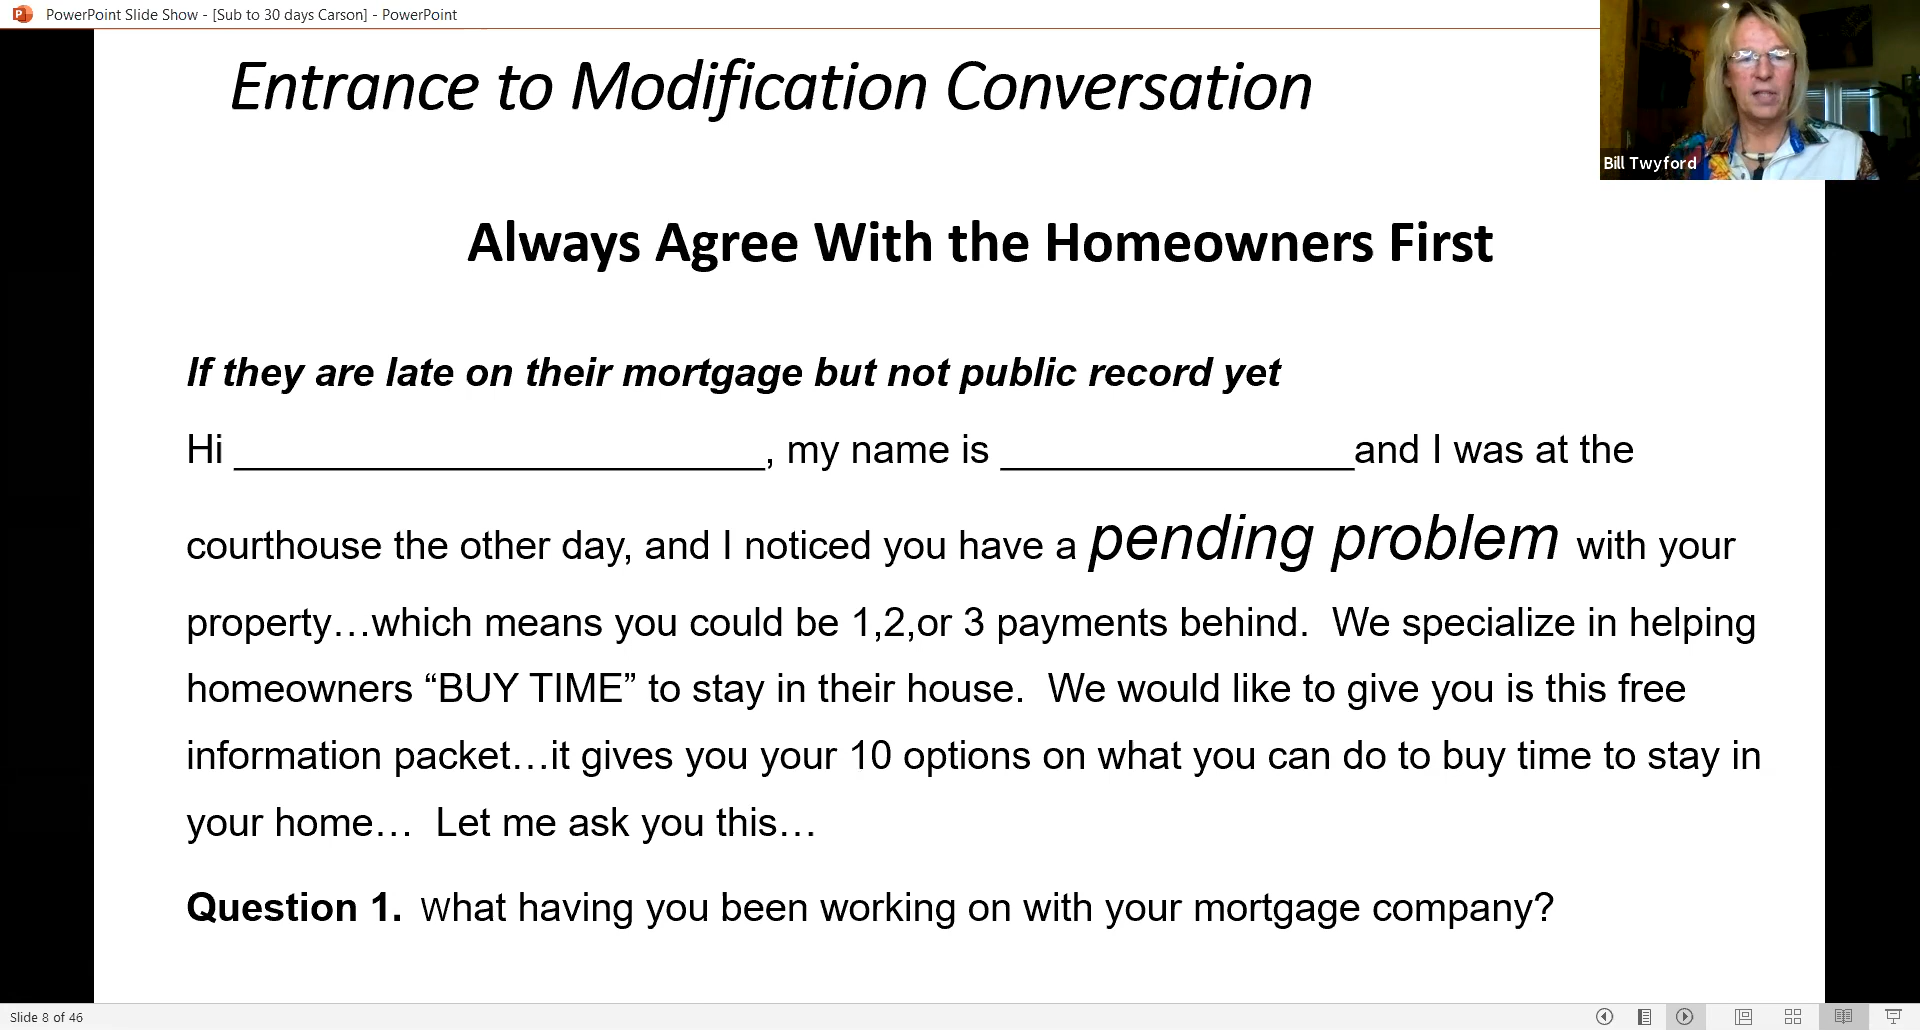 PowerPoint Slide Show - [Sub to 30 days Carson] - PowerPoint
Entrance to Modification Conversation
Bill Twyford
Always Agree With the Homeowners First
If they are late on their mortgage but not public record yet
Hi ________________________, my name is ________________and I was at the
courthouse the other day, and I noticed you have a pending problem with your
property…which means you could be 1,2,or 3 payments behind.  We specialize in helping
homeowners “BUY TIME” to stay in their house.  We would like to give you is this free
information packet…it gives you your 10 options on what you can do to buy time to stay in
your home…  Let me ask you this…
Question 1.  What having you been working on with your mortgage company?
Slide 8 of 46